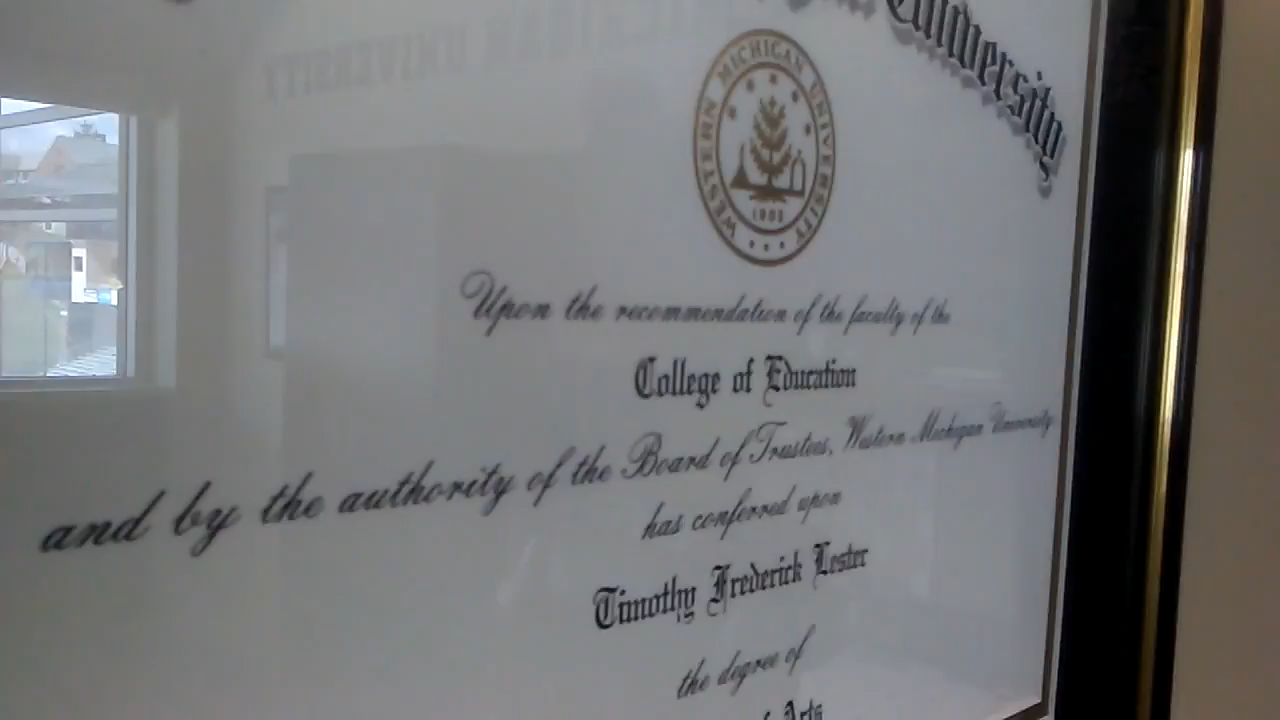 University
WESTERN MICHIGAN UNIVERSITY
1903
Upon the recommendation of the faculty of the
College of Education
and by the authority of the Board of Trustees, Western Michigan University
has conferred upon
Timothy Frederick Lester
the degree of
Arts